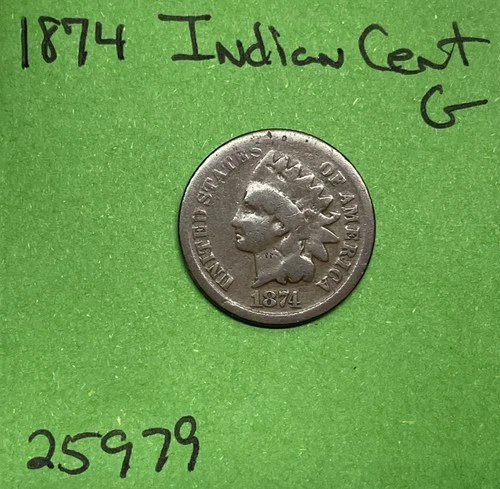 1874 Indian Cent
G
UNITED STATES OF AMERICA
1874
25979